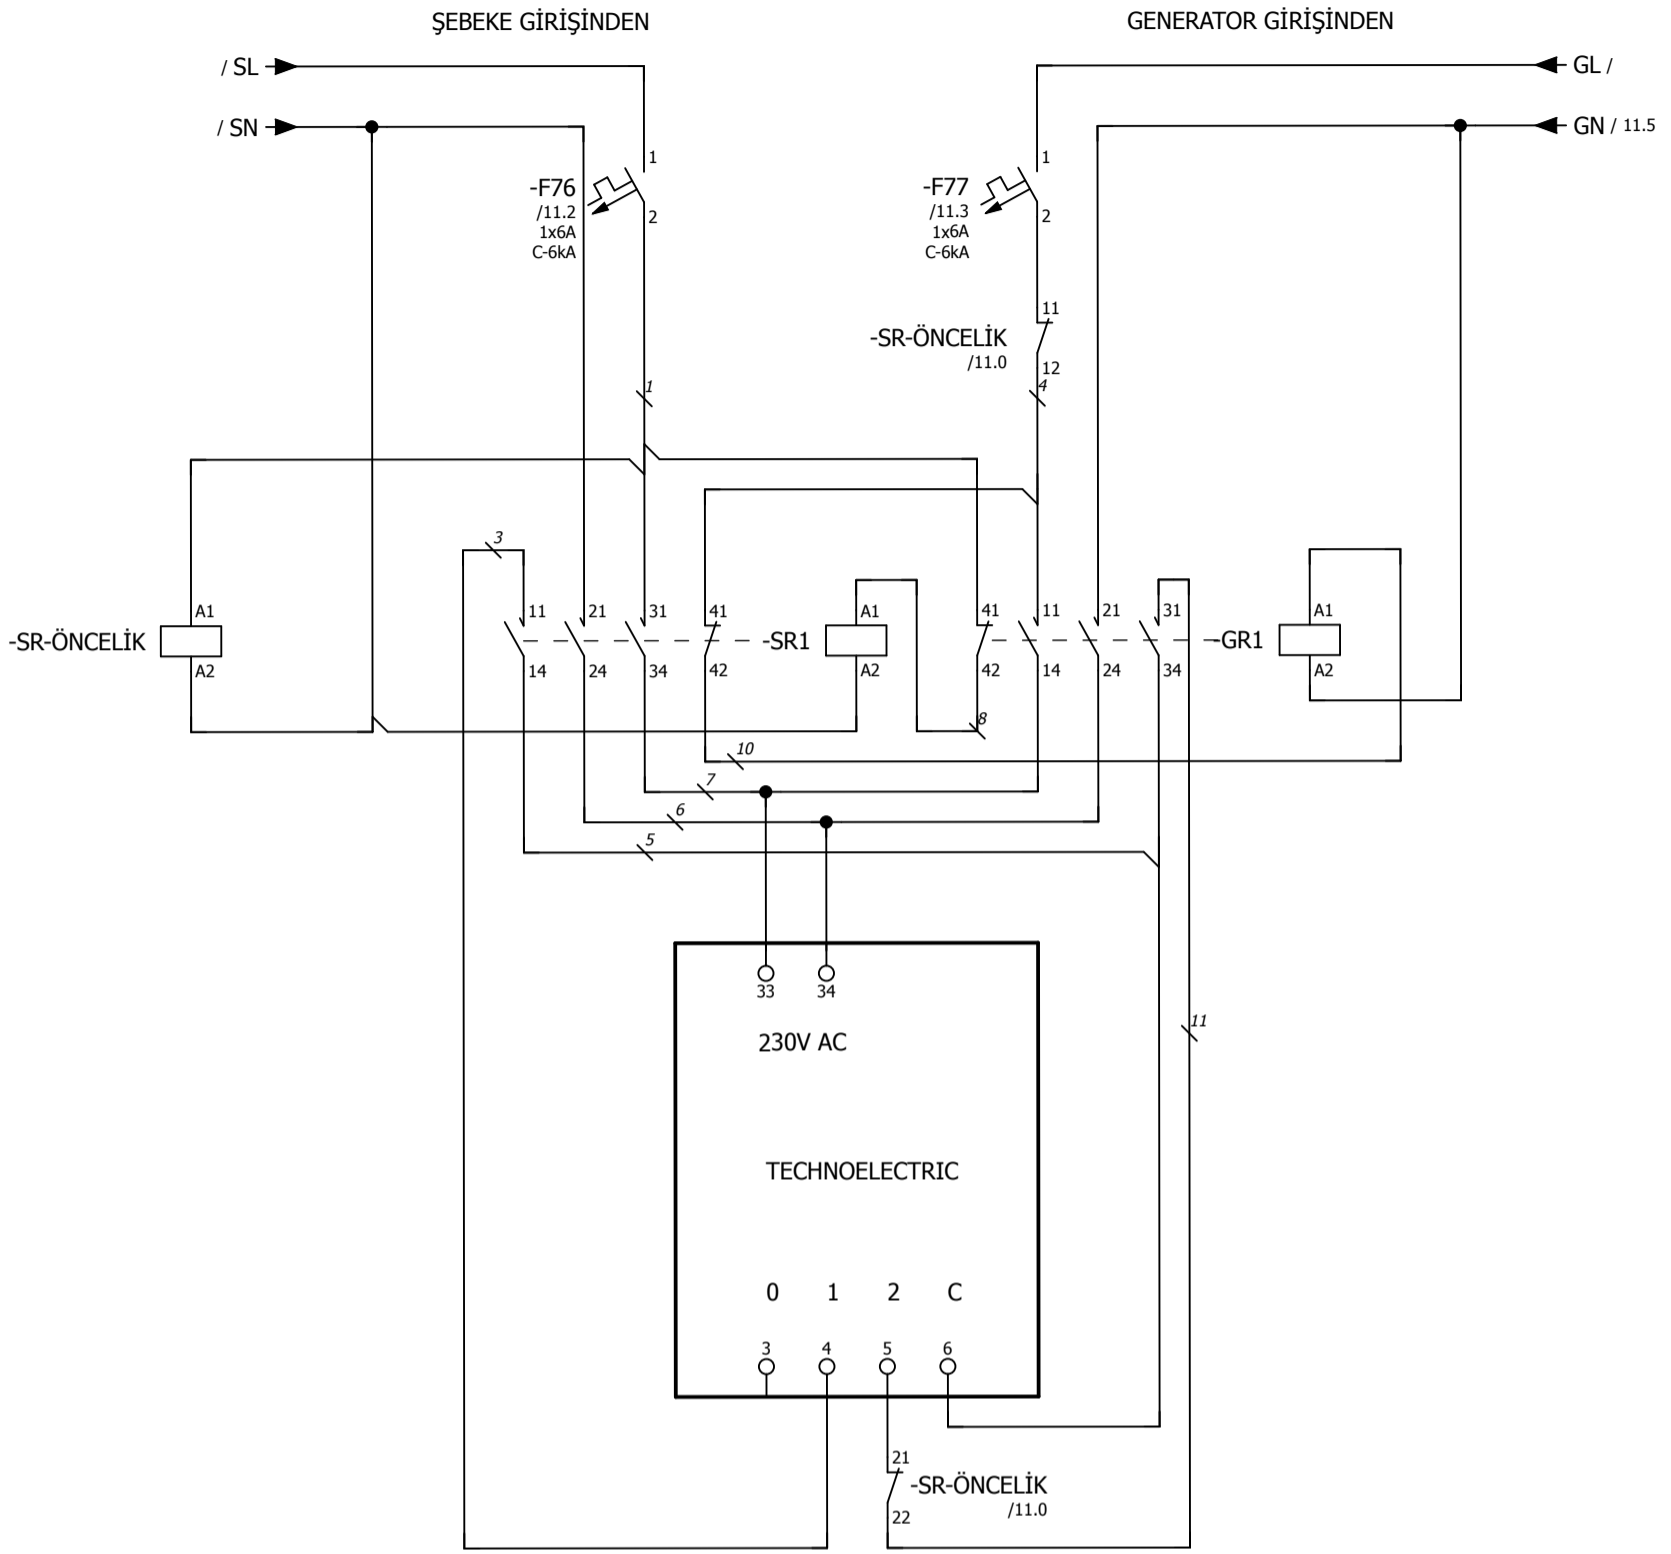 ŞEBEKE GİRİŞİNDEN
GENERATOR GİRİŞİNDEN
/ SL
GL /
/ SN
GN / 11.5
1
1
-F76
-F77
/11.2
/11.3
2
2
1x6A
1x6A
C-6kA
C-6kA
11
-SR-ÖNCELİK
/11.0
12
1
4
3
A1
11
21
31
41
A1
41
11
21
31
A1
-SR-ÖNCELİK
-SR1
-GR1
A2
14
24
34
42
A2
42
14
24
34
A2
8
10
7
6
5
33
34
11
230V AC
TECHNOELECTRIC
0
1
2
C
3
4
5
6
21
-SR-ÖNCELİK
/11.0
22